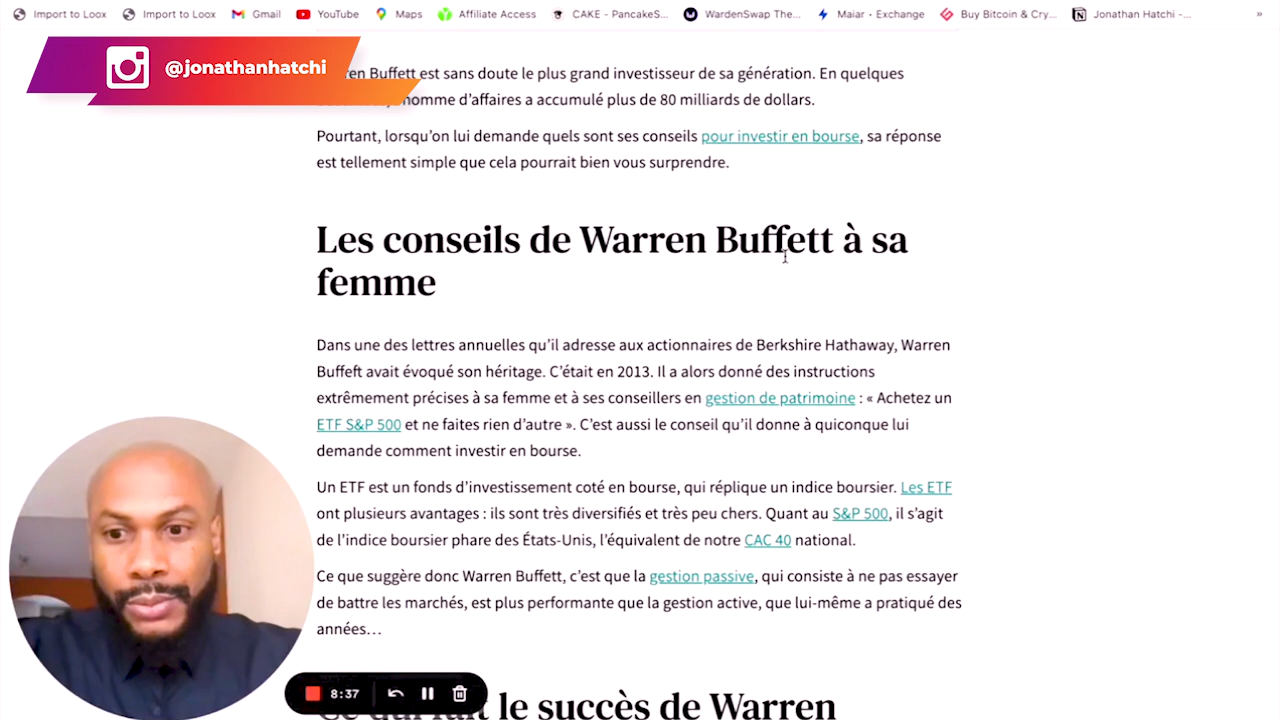 Import to Loox
Import to Loox
Gmail
YouTube
Maps
Affiliate Access
CAKE - PancakeS...
WardenSwap The...
Maiar · Exchange
Buy Bitcoin & Cry...
Jonathan Hatchi -...
»
@jonathanhatchi
Buffett est sans doute le plus grand investisseur de sa génération. En quelques
homme d’affaires a accumulé plus de 80 milliards de dollars.
Pourtant, lorsqu’on lui demande quels sont ses conseils pour investir en bourse, sa réponse
est tellement simple que cela pourrait bien vous surprendre.
Les conseils de Warren Buffett à sa
femme
Dans une des lettres annuelles qu’il adresse aux actionnaires de Berkshire Hathaway, Warren
Buffeft avait évoqué son héritage. C’était en 2013. Il a alors donné des instructions
extrêmement précises à sa femme et à ses conseillers en gestion de patrimoine : « Achetez un
ETF S&P 500 et ne faites rien d’autre ». C’est aussi le conseil qu’il donne à quiconque lui
demande comment investir en bourse.
Un ETF est un fonds d’investissement coté en bourse, qui réplique un indice boursier. Les ETF
ont plusieurs avantages : ils sont très diversifiés et très peu chers. Quant au S&P 500, il s’agit
de l’indice boursier phare des États-Unis, l’équivalent de notre CAC 40 national.
Ce que suggère donc Warren Buffett, c’est que la gestion passive, qui consiste à ne pas essayer
de battre les marchés, est plus performante que la gestion active, que lui-même a pratiqué des
années…
8:37
le succès de Warren